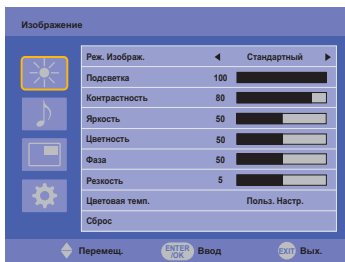 Изображение
Реж. Изображ. Стандартный
Подсветка 100
Контрастность 80
Яркость 50
Цветность 50
Фаза 50
Резкость 5
Цветовая темп. Польз. Настр.
Сброс
Перемещ. ENTER /OK Ввод EXIT Вых.